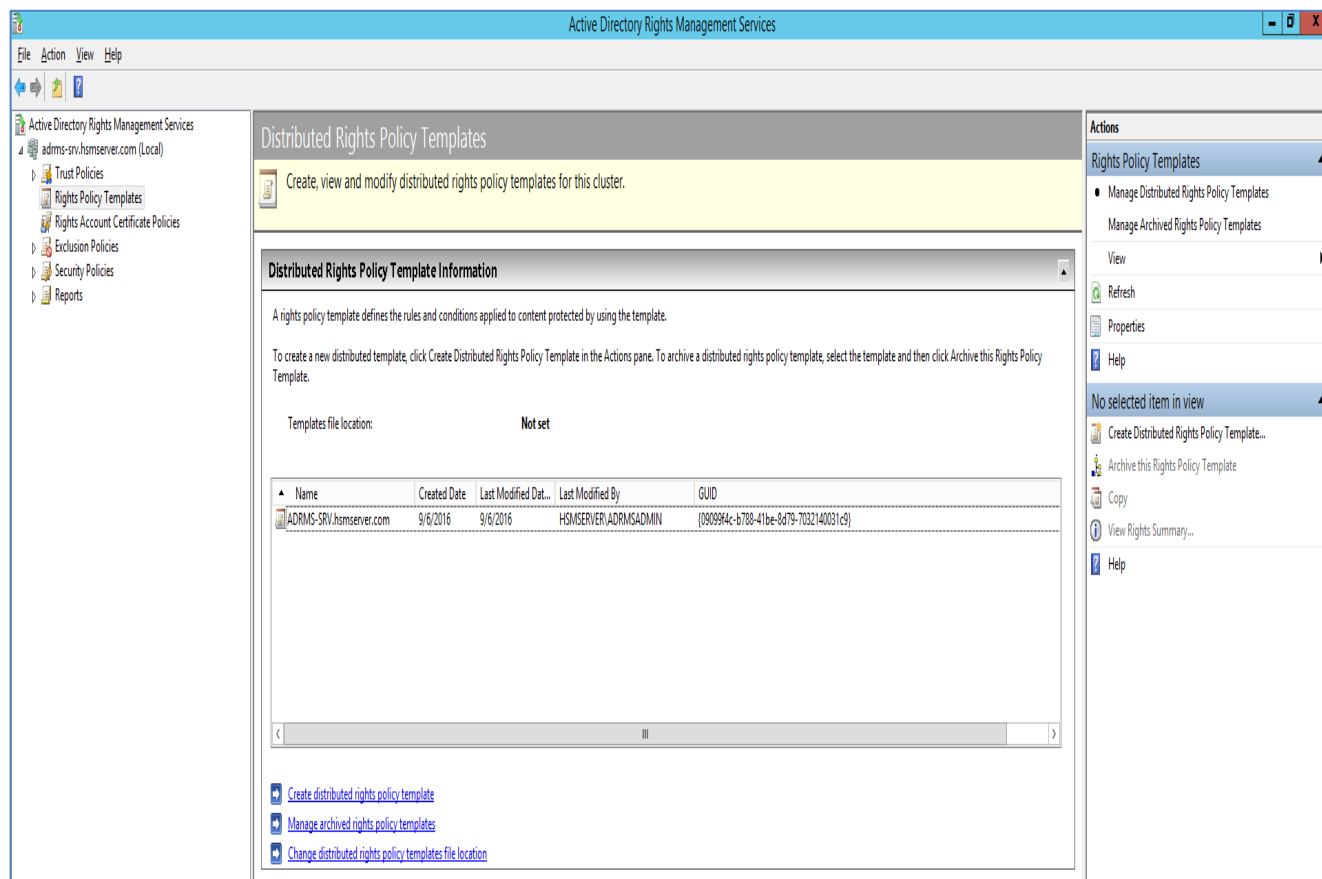 Active Directory Rights Management Services
File Action View Help
Active Directory Rights Management Services
adrms-srv.hsmserver.com (Local)
Trust Policies
Rights Policy Templates
Rights Account Certificate Policies
Exclusion Policies
Security Policies
Reports
Distributed Rights Policy Templates
Create, view and modify distributed rights policy templates for this cluster.
Distributed Rights Policy Template Information
A rights policy template defines the rules and conditions applied to content protected by using the template.
To create a new distributed template, click Create Distributed Rights Policy Template in the Actions pane. To archive a distributed rights policy template, select the template and then click Archive this Rights Policy
Template.
Templates file location: Not set
Name Created Date Last Modified Dat... Last Modified By GUID
ADRMS-SRV.hsmserver.com 9/6/2016 9/6/2016 HSMSERVER\ADRMSADMIN {09099f4c-b788-41be-8d79-7032140031c9}
Create distributed rights policy template
Manage archived rights policy templates
Change distributed rights policy templates file location
Actions
Rights Policy Templates
Manage Distributed Rights Policy Templates
Manage Archived Rights Policy Templates
View
Refresh
Properties
Help
No selected item in view
Create Distributed Rights Policy Template...
Archive this Rights Policy Template
Copy
View Rights Summary...
Help